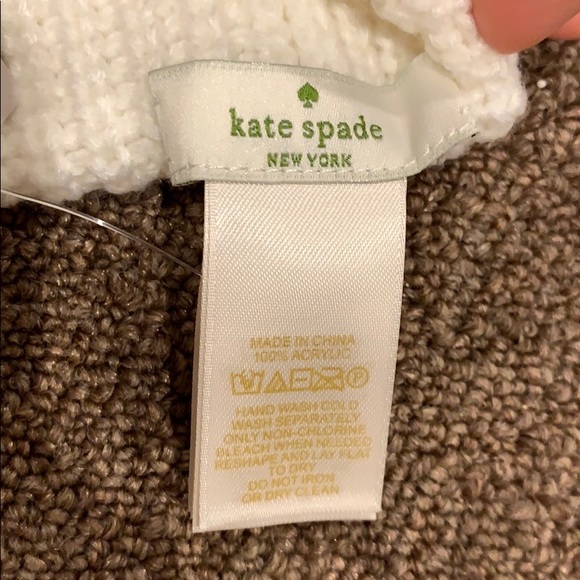 kate spade
NEW YORK
MADE IN CHINA
100% ACRYLIC
HAND WASH COLD
WASH SEPARATELY
ONLY NON-CHLORINE
BLEACH WHEN NEEDED
RESHAPE AND LAY FLAT
TO DRY
DO NOT IRON
OR DRY CLEAN